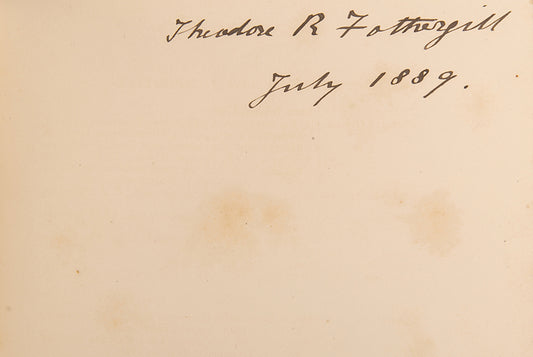 Theodore R Fothergill
July 1889.